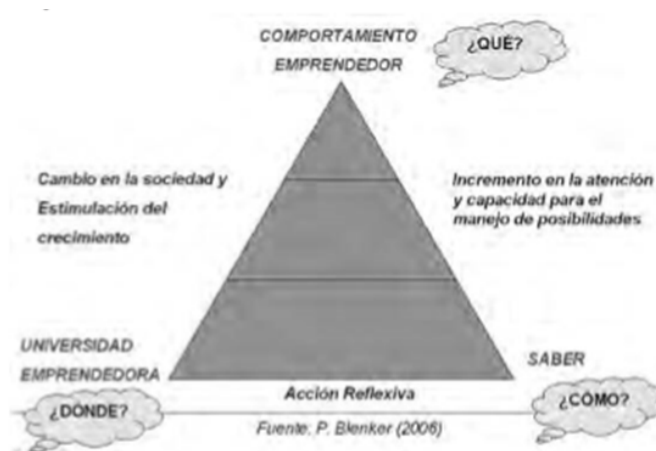 COMPORTAMIENTO
EMPRENDEDOR
¿QUÉ?
Cambio en la sociedad y
Estimulación del
crecimiento
Incremento en la atención
y capacidad para el
manejo de posibilidades
UNIVERSIDAD
EMPRENDEDORA
SABER
Acción Reflexiva
¿DÓNDE?
¿CÓMO?
Fuente: P. Blenker (2006)